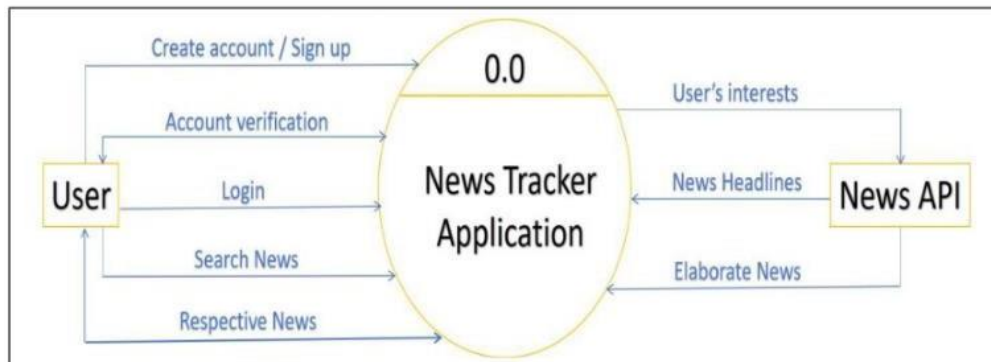 Create account / Sign up
0.0
User's interests
Account verification
User
Login
News Tracker
Application
News Headlines
News API
Search News
Elaborate News
Respective News